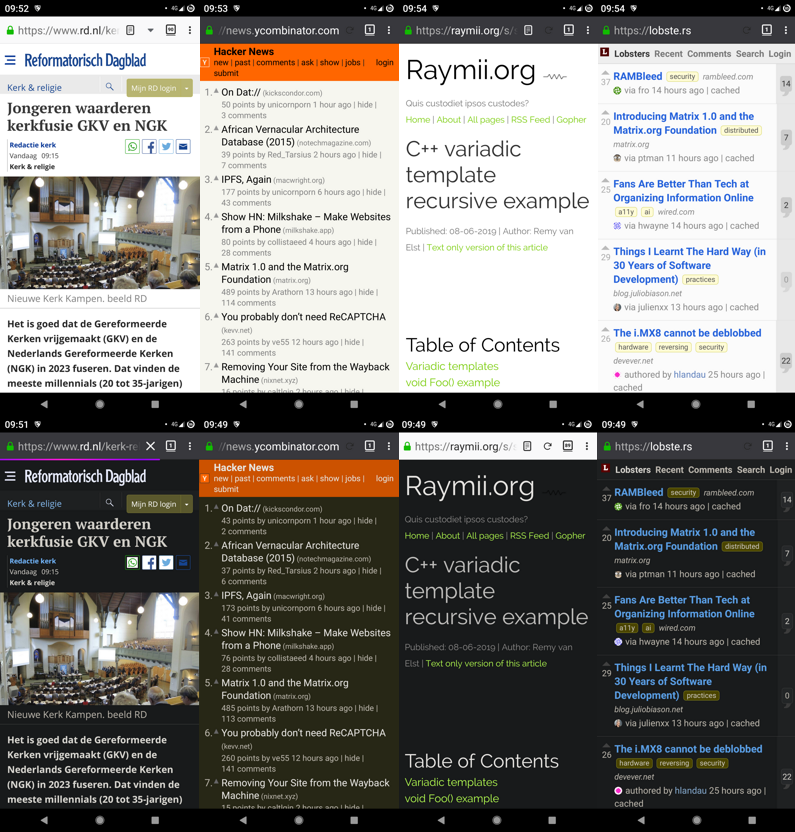 09:52
4G
https://www.rd.nl/ker
90
Reformatorisch Dagblad
Kerk & religie
Mijn RD login
Jongeren waarderen
kerkfusie GKV en NGK
Redactie kerk
Vandaag 09:15
Kerk & religie
Nieuwe Kerk Kampen. beeld RD
Het is goed dat de Gereformeerde
Kerken vrijgemaakt (GKV) en de
Nederlands Gereformeerde Kerken
(NGK) in 2023 fuseren. Dat vinden de
meeste millennials (20 tot 35-jarigen)
09:53
4G
//news.ycombinator.com
1
Y
Hacker News
new | past | comments | ask | show | jobs | login
submit
1. On Dat:// (kickscondor.com)
50 points by unicornporn 1 hour ago | hide |
3 comments
2. African Vernacular Architecture
Database (2015) (notechmagazine.com)
39 points by Red_Tarsius 2 hours ago | hide |
7 comments
3. IPFS, Again (macwright.org)
177 points by unicornporn 6 hours ago | hide |
43 comments
4. Show HN: Milkshake – Make Websites
from a Phone (milkshake.app)
80 points by collistaeed 4 hours ago | hide |
28 comments
5. Matrix 1.0 and the Matrix.org
Foundation (matrix.org)
489 points by Arathorn 13 hours ago | hide |
114 comments
6. You probably don't need ReCAPTCHA
(kevv.net)
263 points by ve55 12 hours ago | hide |
141 comments
7. Removing Your Site from the Wayback
Machine (nixnet.xyz)
16 points by caltlgin 2 hours ago | hide |
09:54
4G
https://raymii.org/s/
1
Raymii.org
Quis custodiet ipsos custodes?
Home | About | All pages | RSS Feed | Gopher
C++ variadic
template
recursive example
Published: 08-06-2019 | Author: Remy van
Elst | Text only version of this article
Table of Contents
Variadic templates
void Foo() example
09:54
4G
https://lobste.rs
1
L
Lobsters Recent Comments Search Login
37
RAMBleed security rambleed.com
via fro 14 hours ago | cached
14
20
Introducing Matrix 1.0 and the
Matrix.org Foundation distributed
matrix.org
via ptman 11 hours ago | cached
7
25
Fans Are Better Than Tech at
Organizing Information Online
a11y ai wired.com
via hwayne 14 hours ago | cached
2
29
Things I Learnt The Hard Way (in
30 Years of Software
Development) practices
blog.juliobiason.net
via julienxx 13 hours ago | cached
0
26
The i.MX8 cannot be deblobbed
hardware reversing security
devever.net
authored by hlandau 25 hours ago |
cached
22
09:51
4G
https://www.rd.nl/kerk-re
1
Reformatorisch Dagblad
Kerk & religie
Mijn RD login
Jongeren waarderen
kerkfusie GKV en NGK
Redactie kerk
Vandaag 09:15
Kerk & religie
Nieuwe Kerk Kampen. beeld RD
Het is goed dat de Gereformeerde
Kerken vrijgemaakt (GKV) en de
Nederlands Gereformeerde Kerken
(NGK) in 2023 fuseren. Dat vinden de
meeste millennials (20 tot 35-jarigen)
09:49
4G
//news.ycombinator.com
1
Y
Hacker News
new | past | comments | ask | show | jobs | login
submit
1. On Dat:// (kickscondor.com)
43 points by unicornporn 1 hour ago | hide |
2 comments
2. African Vernacular Architecture
Database (2015) (notechmagazine.com)
37 points by Red_Tarsius 2 hours ago | hide |
6 comments
3. IPFS, Again (macwright.org)
173 points by unicornporn 6 hours ago | hide |
41 comments
4. Show HN: Milkshake – Make Websites
from a Phone (milkshake.app)
76 points by collistaeed 4 hours ago | hide |
28 comments
5. Matrix 1.0 and the Matrix.org
Foundation (matrix.org)
485 points by Arathorn 13 hours ago | hide |
113 comments
6. You probably don't need ReCAPTCHA
(kevv.net)
260 points by ve55 12 hours ago | hide |
141 comments
7. Removing Your Site from the Wayback
Machine (nixnet.xyz)
15 points by caltlgin 2 hours ago | hide |
09:49
4G
https://raymii.org/s/
89
Raymii.org
Quis custodiet ipsos custodes?
Home | About | All pages | RSS Feed | Gopher
C++ variadic
template
recursive example
Published: 08-06-2019 | Author: Remy van
Elst | Text only version of this article
Table of Contents
Variadic templates
void Foo() example
09:49
4G
https://lobste.rs
1
L
Lobsters Recent Comments Search Login
37
RAMBleed security rambleed.com
via fro 14 hours ago | cached
14
20
Introducing Matrix 1.0 and the
Matrix.org Foundation distributed
matrix.org
via ptman 11 hours ago | cached
7
25
Fans Are Better Than Tech at
Organizing Information Online
a11y ai wired.com
via hwayne 14 hours ago | cached
2
29
Things I Learnt The Hard Way (in
30 Years of Software
Development) practices
blog.juliobiason.net
via julienxx 13 hours ago | cached
0
26
The i.MX8 cannot be deblobbed
hardware reversing security
devever.net
authored by hlandau 25 hours ago |
cached
22